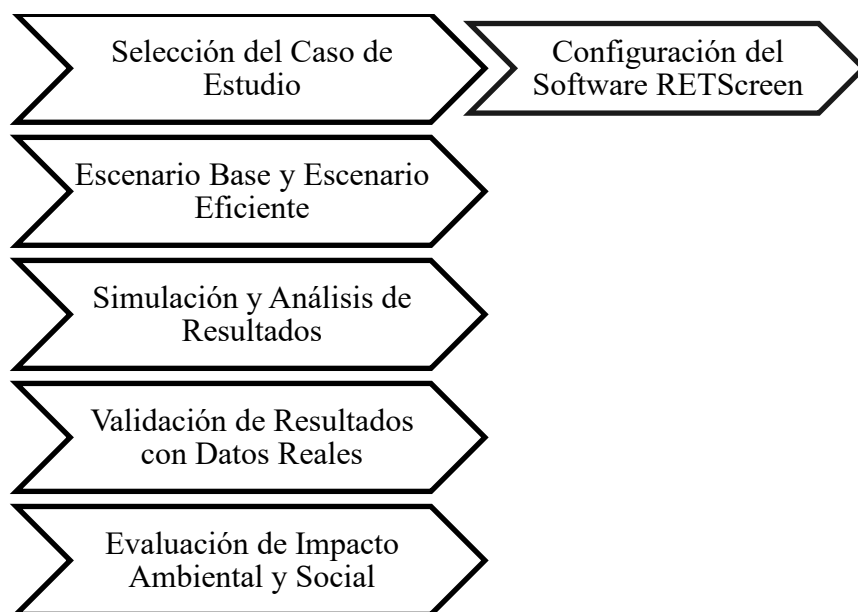 Selección del Caso de
Estudio
Configuración del
Software RETScreen
Escenario Base y Escenario
Eficiente
Simulación y Análisis de
Resultados
Validación de Resultados
con Datos Reales
Evaluación de Impacto
Ambiental y Social